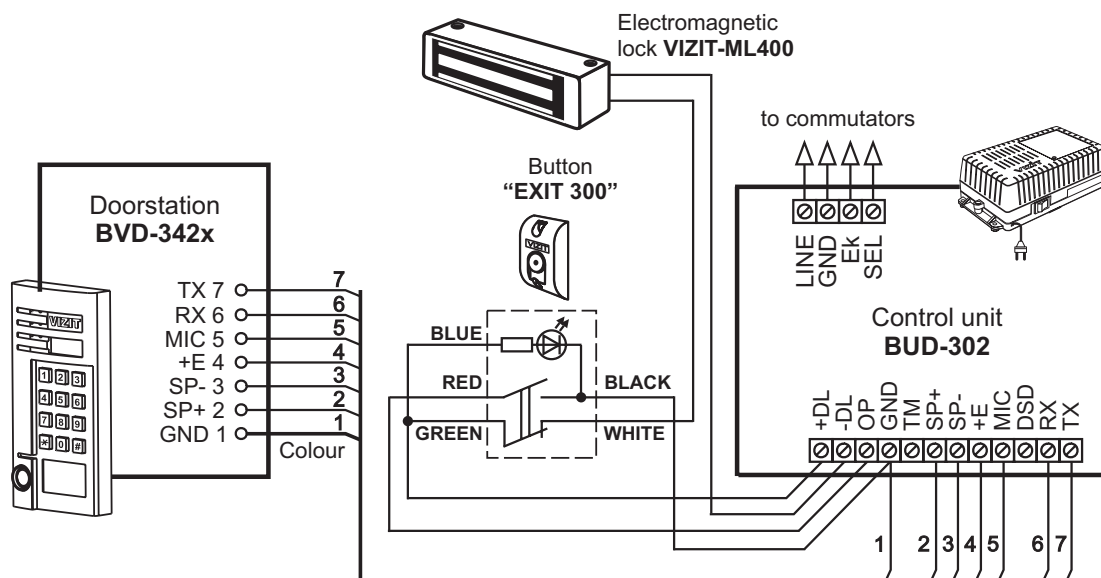 Electromagnetic
lock VIZIT-ML400
to commutators
Button
“EXIT 300”
VIZIT
Doorstation
BVD-342x
TX 7
RX 6
MIC 5
+E 4
SP- 3
SP+ 2
GND 1
7
6
5
4
3
2
1
Colour
VIZIT
1 2 3
4 5 6
7 8 9
* 0 #
BLUE
RED
GREEN
BLACK
WHITE
VIZIT
LINE
GND
Ek
SEL
Control unit
BUD-302
+DL
-DL
OP
GND
TM
SP+
SP-
+E
MIC
DSD
RX
TX
1
2
3
4
5
6
7